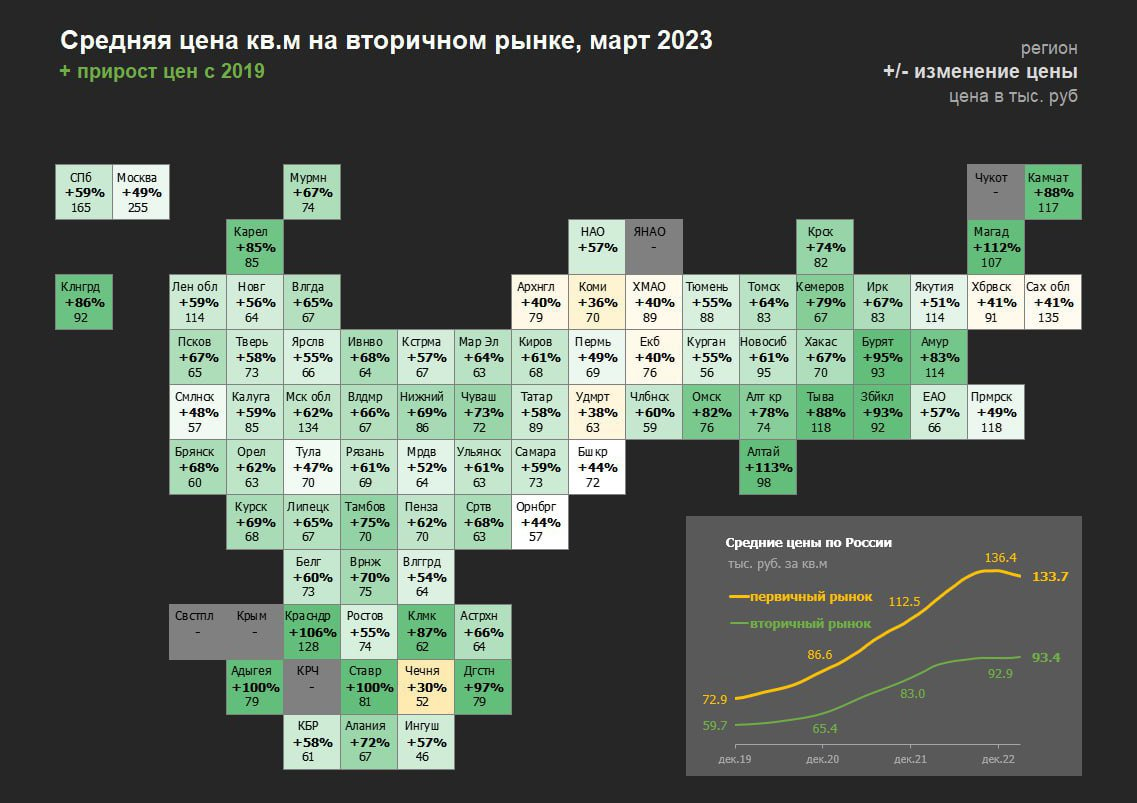 Средняя цена кв.м на вторичном рынке, март 2023
+ прирост цен с 2019
регион
+/- изменение цены
цена в тыс. руб
СПб Москва Мурмн Чукот Камчат
+59% +49% +67% - +88%
165 255 74 117
Карел НАО ЯНАО Крск Магад
+85% +57% - +74% +112%
85 82 107
Клнгрд Лен обл Новг Влгда Архнгл Коми ХМАО Тюмень Томск Кемеров Ирк Якутия Хбрвск Сах обл
+86% +59% +56% +65% +40% +36% +40% +55% +64% +79% +67% +51% +41% +41%
92 114 64 67 79 70 89 88 83 67 83 114 91 135
Псков Тверь Ярслв Ивнво Кстрма Мар Эл Киров Пермь Екб Курган Новосиб Хакас Бурят Амур
+67% +58% +55% +68% +57% +64% +61% +49% +40% +55% +61% +67% +95% +83%
65 73 66 64 67 63 68 69 76 56 95 70 93 114
Смлнск Калуга Мск обл Влдмр Нижний Чуваш Татар Удмрт Члбнск Омск Алт кр Тыва Збйкл ЕАО Прмрск
+48% +59% +62% +66% +69% +73% +58% +38% +60% +82% +78% +88% +93% +57% +49%
57 85 134 67 86 72 89 63 59 76 74 118 92 66 118
Брянск Орел Тула Рязань Мрдв Ульянск Самара Бшкр Алтай
+68% +62% +47% +61% +52% +61% +59% +44% +113%
60 63 70 69 64 63 73 72 98
Курск Липецк Тамбов Пенза Сртв Орнбрг
+69% +65% +75% +62% +68% +44%
68 67 70 70 63 57
Белг Врнж Влггрд
+60% +70% +54%
73 75 64
Свстпл Крым Красндр Ростов Клмк Астрхн
- - +106% +55% +87% +66%
128 74 62 64
Адыгея КРЧ Ставр Чечня Дгстн
+100% - +100% +30% +97%
79 81 52 79
КБР Алания Ингуш
+58% +72% +57%
61 67 46
Средние цены по России
тыс. руб. за кв.м
первичный рынок
вторичный рынок
72.9 86.6 112.5 136.4 133.7
59.7 65.4 83.0 92.9 93.4
дек.19 дек.20 дек.21 дек.22